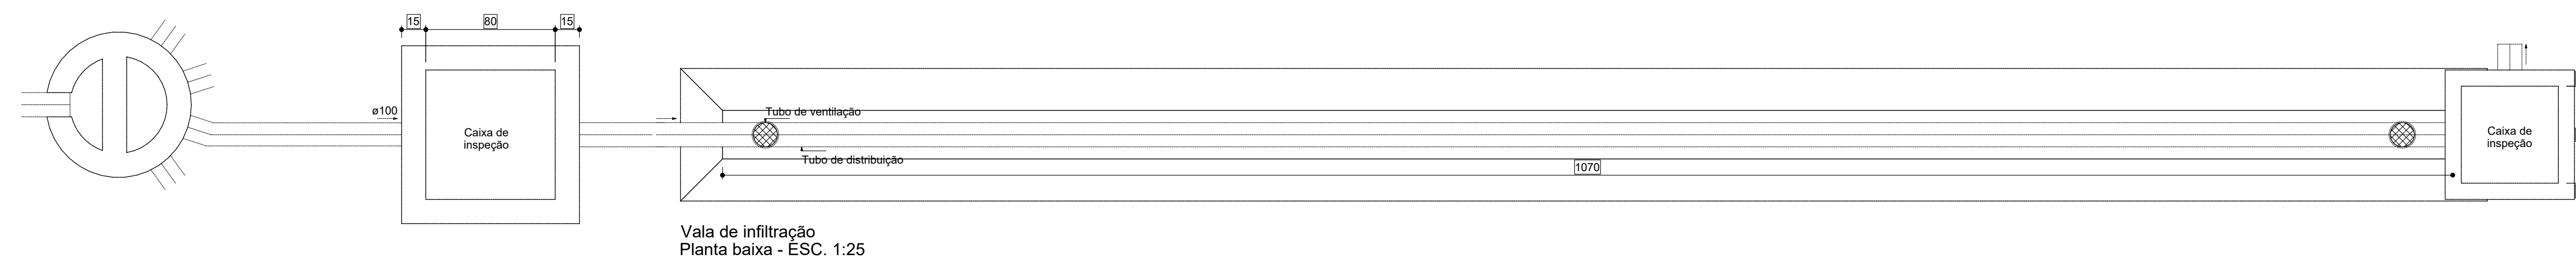 15
80
15
ø100
Caixa de
inspeção
Tubo de ventilação
Tubo de distribuição
1070
Caixa de
inspeção
Vala de infiltração
Planta baixa - ESC. 1:25